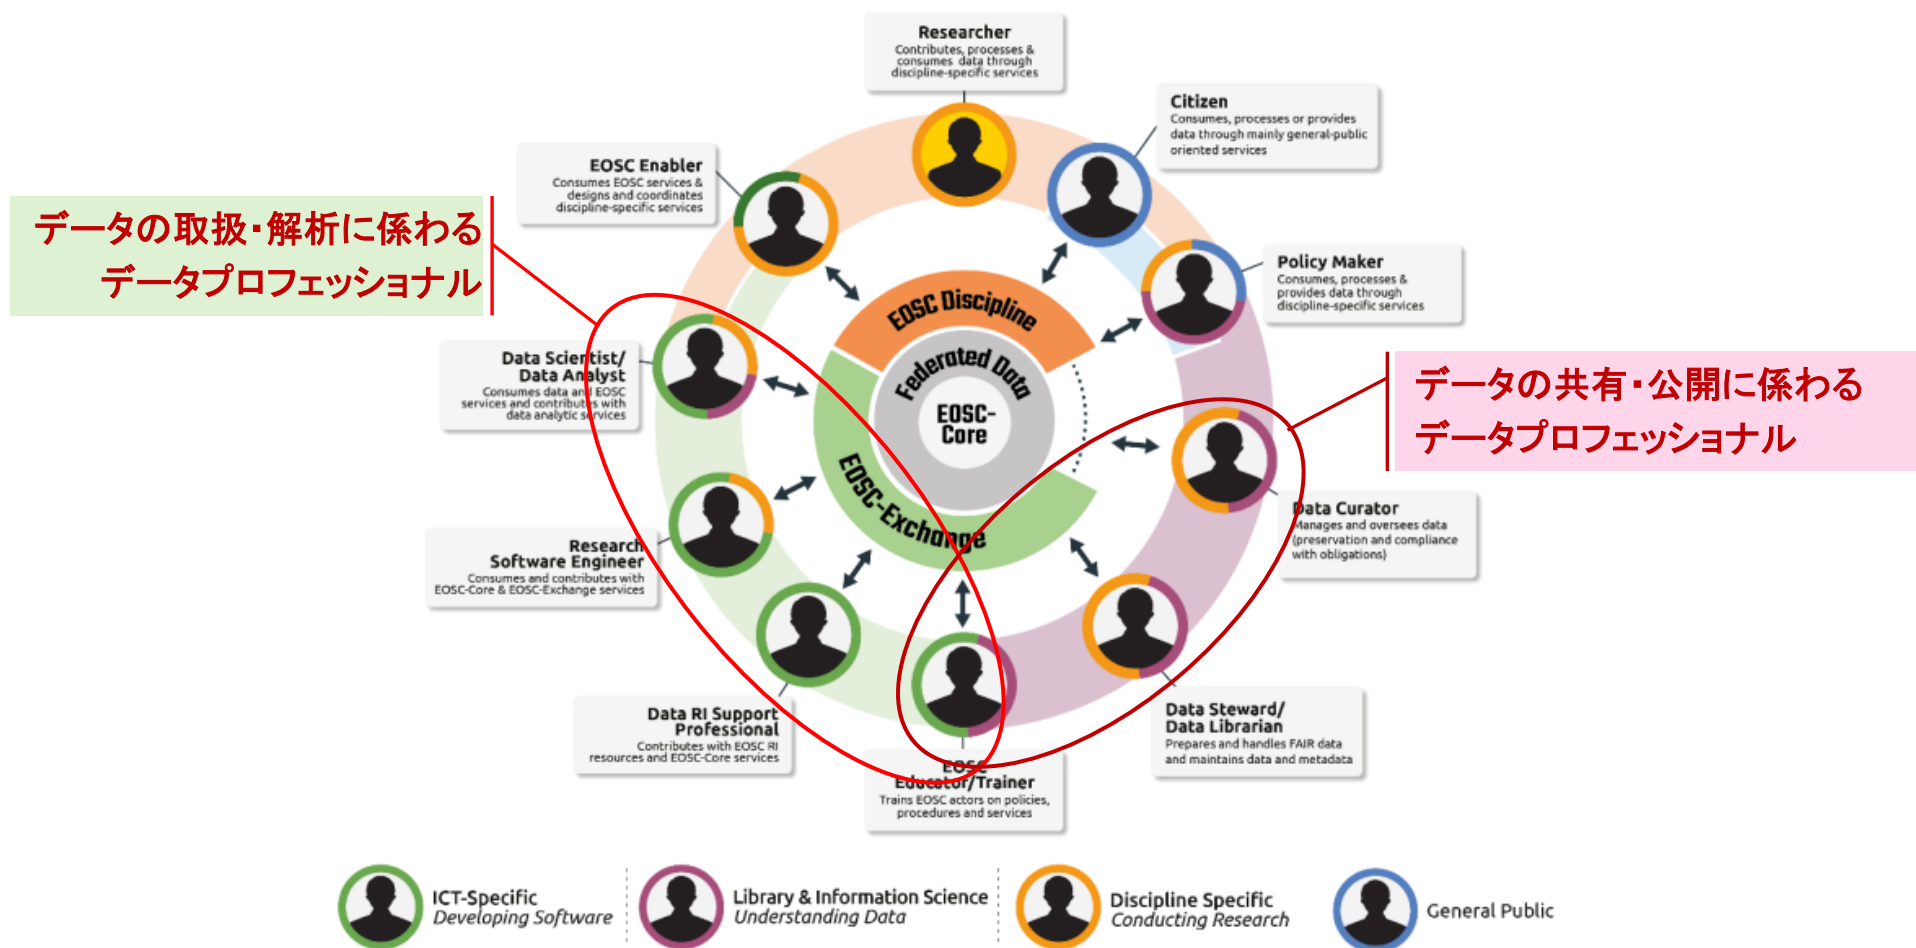 Researcher
Contributes, processes &
consumes data through
discipline-specific services
Citizen
Consumes, processes or provides
data through mainly general-public
oriented services
EOSC Enabler
Consumes EOSC services &
designs and coordinates
discipline-specific services
データの取扱・解析に係わる
データプロフェッショナル
Policy Maker
Consumes, processes &
provides data through
discipline-specific services
EOSC Discipline
Federated Data
EOSC-
Core
EOSC-Exchange
Data Scientist/
Data Analyst
Consumes data and EOSC
services and contributes with
data analytic services
データの共有・公開に係わる
データプロフェッショナル
Data Curator
Manages and oversees data
(preservation and compliance
with obligations)
Research
Software Engineer
Consumes and contributes with
EOSC-Core & EOSC-Exchange services
Data RI Support
Professional
Contributes with EOSC RI
resources and EOSC-Core services
Data Steward/
Data Librarian
Prepares and handles FAIR data
and maintains data and metadata
EOSC
Educator/Trainer
Trains EOSC actors on policies,
procedures and services
ICT-Specific
Developing Software
Library & Information Science
Understanding Data
Discipline Specific
Conducting Research
General Public